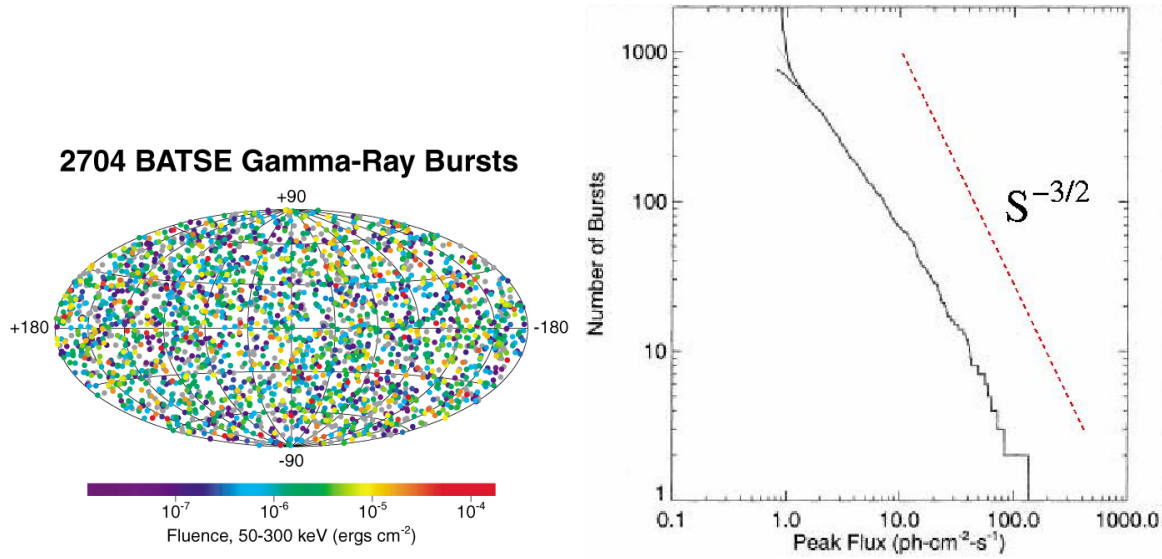 2704 BATSE Gamma-Ray Bursts
+90
+180
-180
-90
10⁻⁷ 10⁻⁶ 10⁻⁵ 10⁻⁴
Fluence, 50-300 keV (ergs cm⁻²)
Number of Bursts
1000
100
10
1
S⁻³/²
0.1 1.0 10.0 100.0 1000.0
Peak Flux (ph-cm⁻²-s⁻¹)